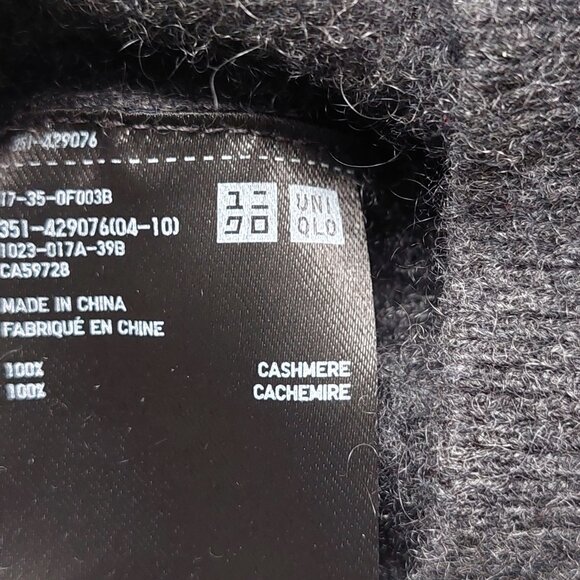 351-429076
17-35-0F003B
351-429076(04-10)
1023-017A-39B
CA59728
ユニ
クロ
UNI
QLO
MADE IN CHINA
FABRIQUÉ EN CHINE
100% CASHMERE
100% CACHEMIRE